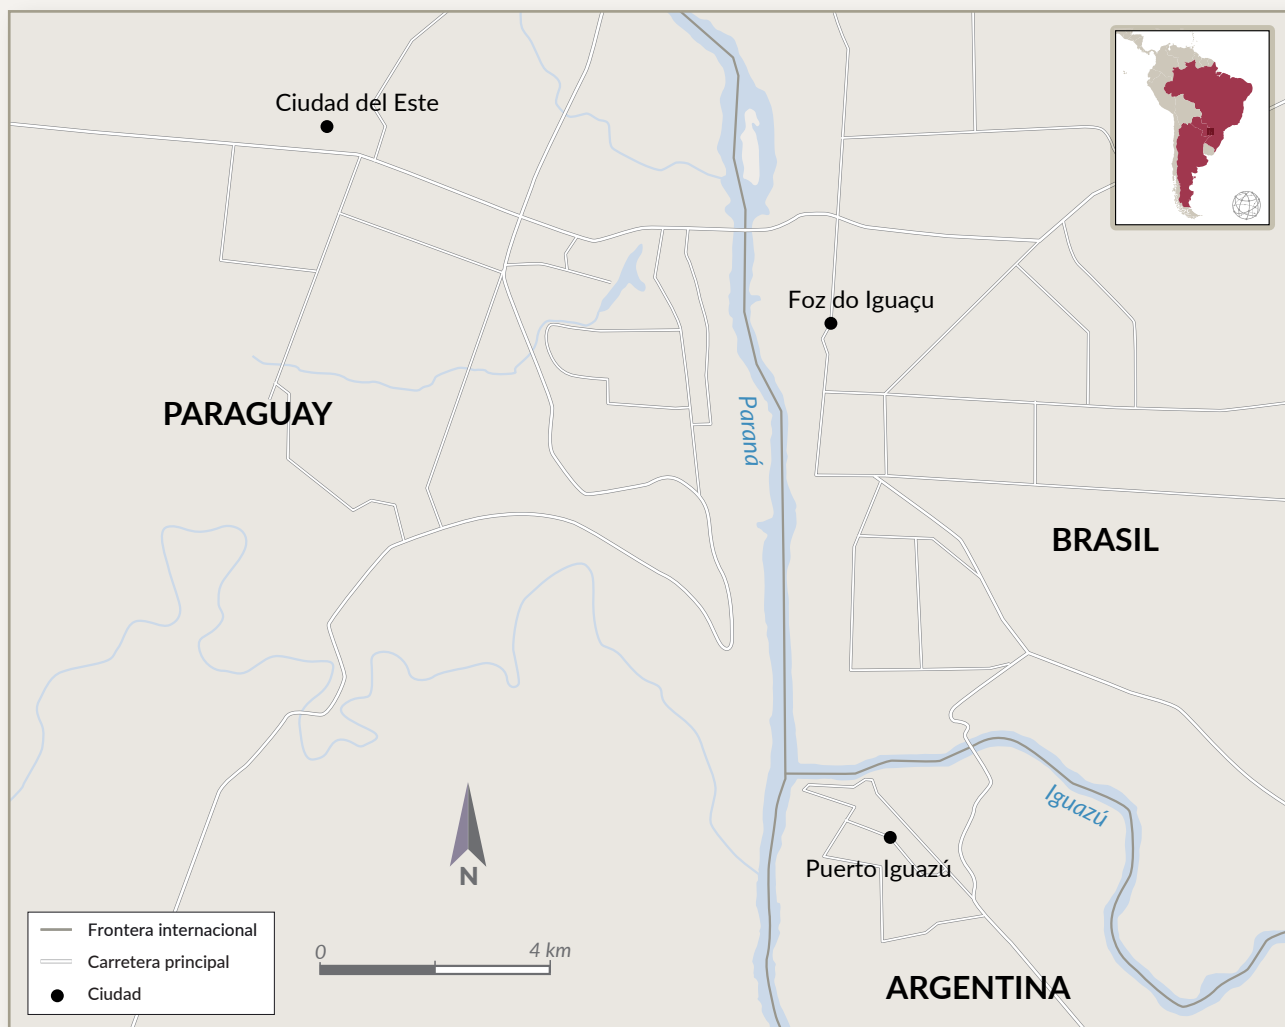 Ciudad del Este
Foz do Iguaçu
Paraná
PARAGUAY
BRASIL
Iguazú
Puerto Iguazú
N
ARGENTINA
0 4 km
Frontera internacional
Carretera principal
Ciudad